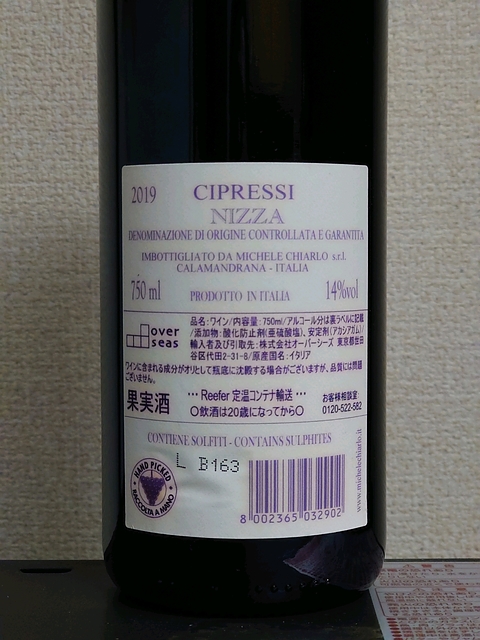 2019 CIPRESSI
NIZZA
DENOMINAZIONE DI ORIGINE CONTROLLATA E GARANTITA
IMBOTTIGLIATO DA MICHELE CHIARLO s.r.l.
CALAMANDRANA - ITALIA
750 ml PRODOTTO IN ITALIA 14%vol
over
seas
品名:ワイン/内容量:750ml/アルコール分は裏ラベルに記載
/添加物:酸化防止剤(亜硫酸塩)、安定剤(アカシアガム)/
輸入者及び引取先:株式会社オーバーシーズ 東京都世田
谷区代田2-31-8/原産国名:イタリア
ワインに含まれる成分がオリとして瓶底に沈殿する場合がございますが、品質には問題
ございません。
果実酒
… Reefer 定温コンテナ輸送 …
〇飲酒は20歳になってから〇
お客様相談室
0120-522-582
CONTIENE SOLFITI - CONTAINS SULPHITES
L B163
HAND PICKED
RACCOLTA A MANO
8 002365 032902
www.michelechiarlo.it